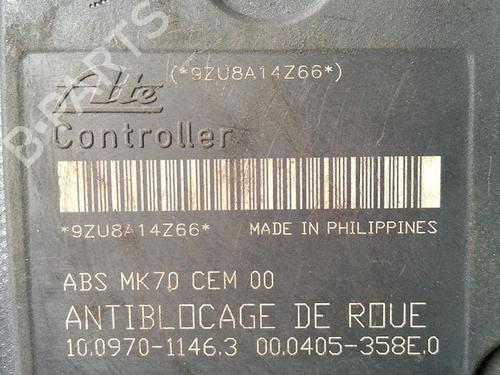 (*9ZU8A14Z66*)
Ate
Controller
*9ZU8A14Z66* MADE IN PHILIPPINES
ABS MK70 CEM 00
ANTIBLOCAGE DE ROUE
10.0970-1146.3 00.0405-358E.0
B-PARTS